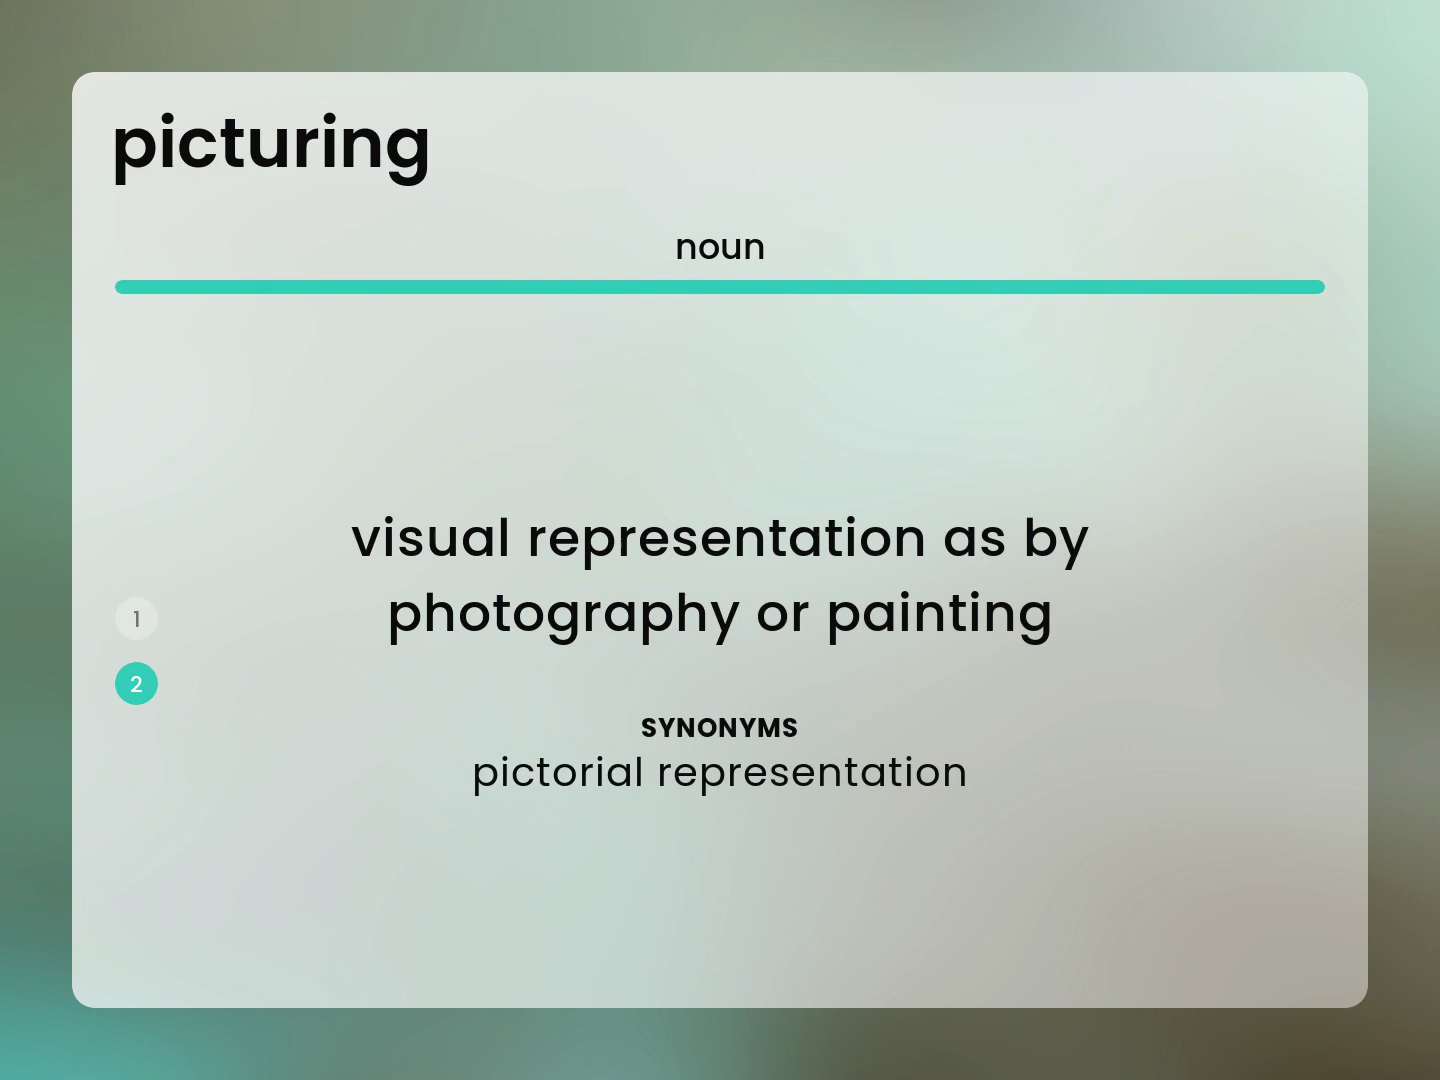 picturing
noun
visual representation as by
photography or painting
1
2
SYNONYMS
pictorial representation